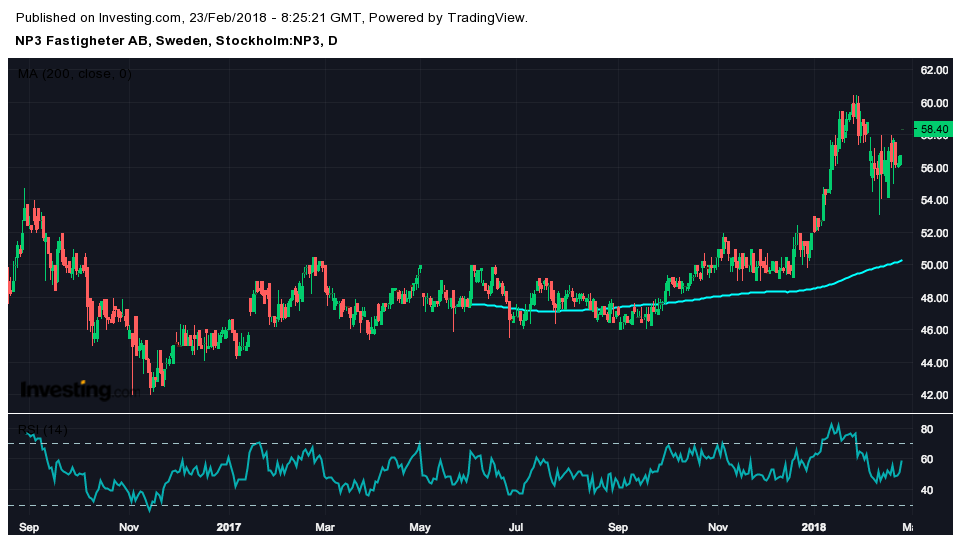 Published on Investing.com, 23/Feb/2018 - 8:25:21 GMT, Powered by TradingView.
NP3 Fastigheter AB, Sweden, Stockholm:NP3, D
MA (200, close, 0)
62.00
60.00
58.40
58.00
56.00
54.00
52.00
50.00
48.00
46.00
44.00
42.00
Investing.com
RSI (14)
80
60
40
Sep Nov 2017 Mar May Jul Sep Nov 2018